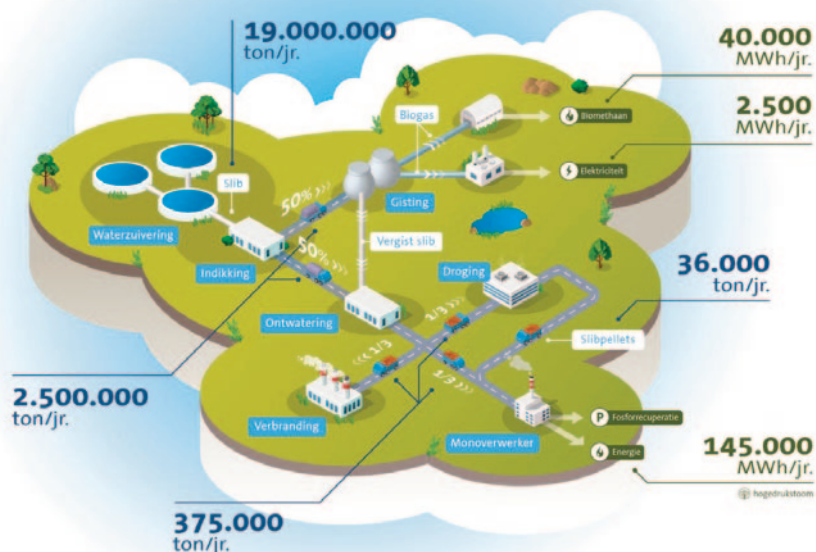 19.000.000
ton/jr.
40.000
MWh/jr.
2.500
MWh/jr.
Biogas
Biomethaan
Elektriciteit
Slib
50% >>>
Gisting
Waterzuivering
Vergist slib
50% >>>
Indikking
Droging
36.000
ton/jr.
Ontwatering
1/3 >>>
Slibpellets
<<< 1/3
1/3 >>>
2.500.000
ton/jr.
Verbranding
Monoverwerker
P Fosforrecuperatie
Energie
145.000
MWh/jr.
hogedrukstoom
375.000
ton/jr.